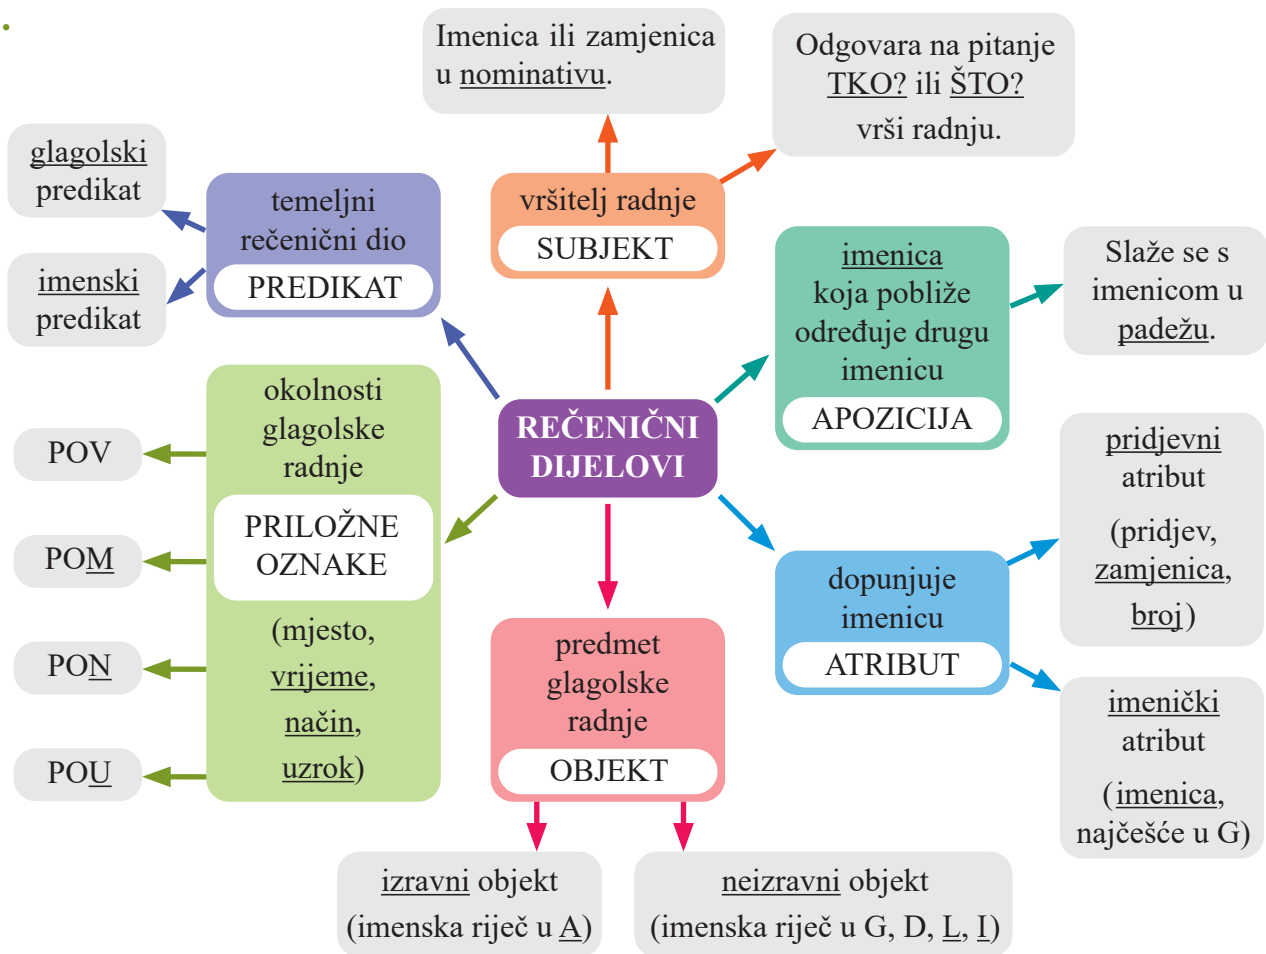 Imenica ili zamjenica
u nominativu.
Odgovara na pitanje
TKO? ili ŠTO?
vrši radnju.
glagolski
predikat
imenski
predikat
temeljni
rečenični dio
PREDIKAT
vršitelj radnje
SUBJEKT
imenica
koja pobliže
određuje drugu
imenicu
APOZICIJA
Slaže se s
imenicom u
padežu.
REČENIČNI
DIJELOVI
okolnosti
glagolske
radnje
PRILOŽNE
OZNAKE
(mjesto,
vrijeme,
način,
uzrok)
POV
POM
PON
POU
predmet
glagolske
radnje
OBJEKT
dopunjuje
imenicu
ATRIBUT
pridjevni
atribut
(pridjev,
zamjenica,
broj)
imenički
atribut
(imenica,
najčešće u G)
izravni objekt
(imenska riječ u A)
neizravni objekt
(imenska riječ u G, D, L, I)